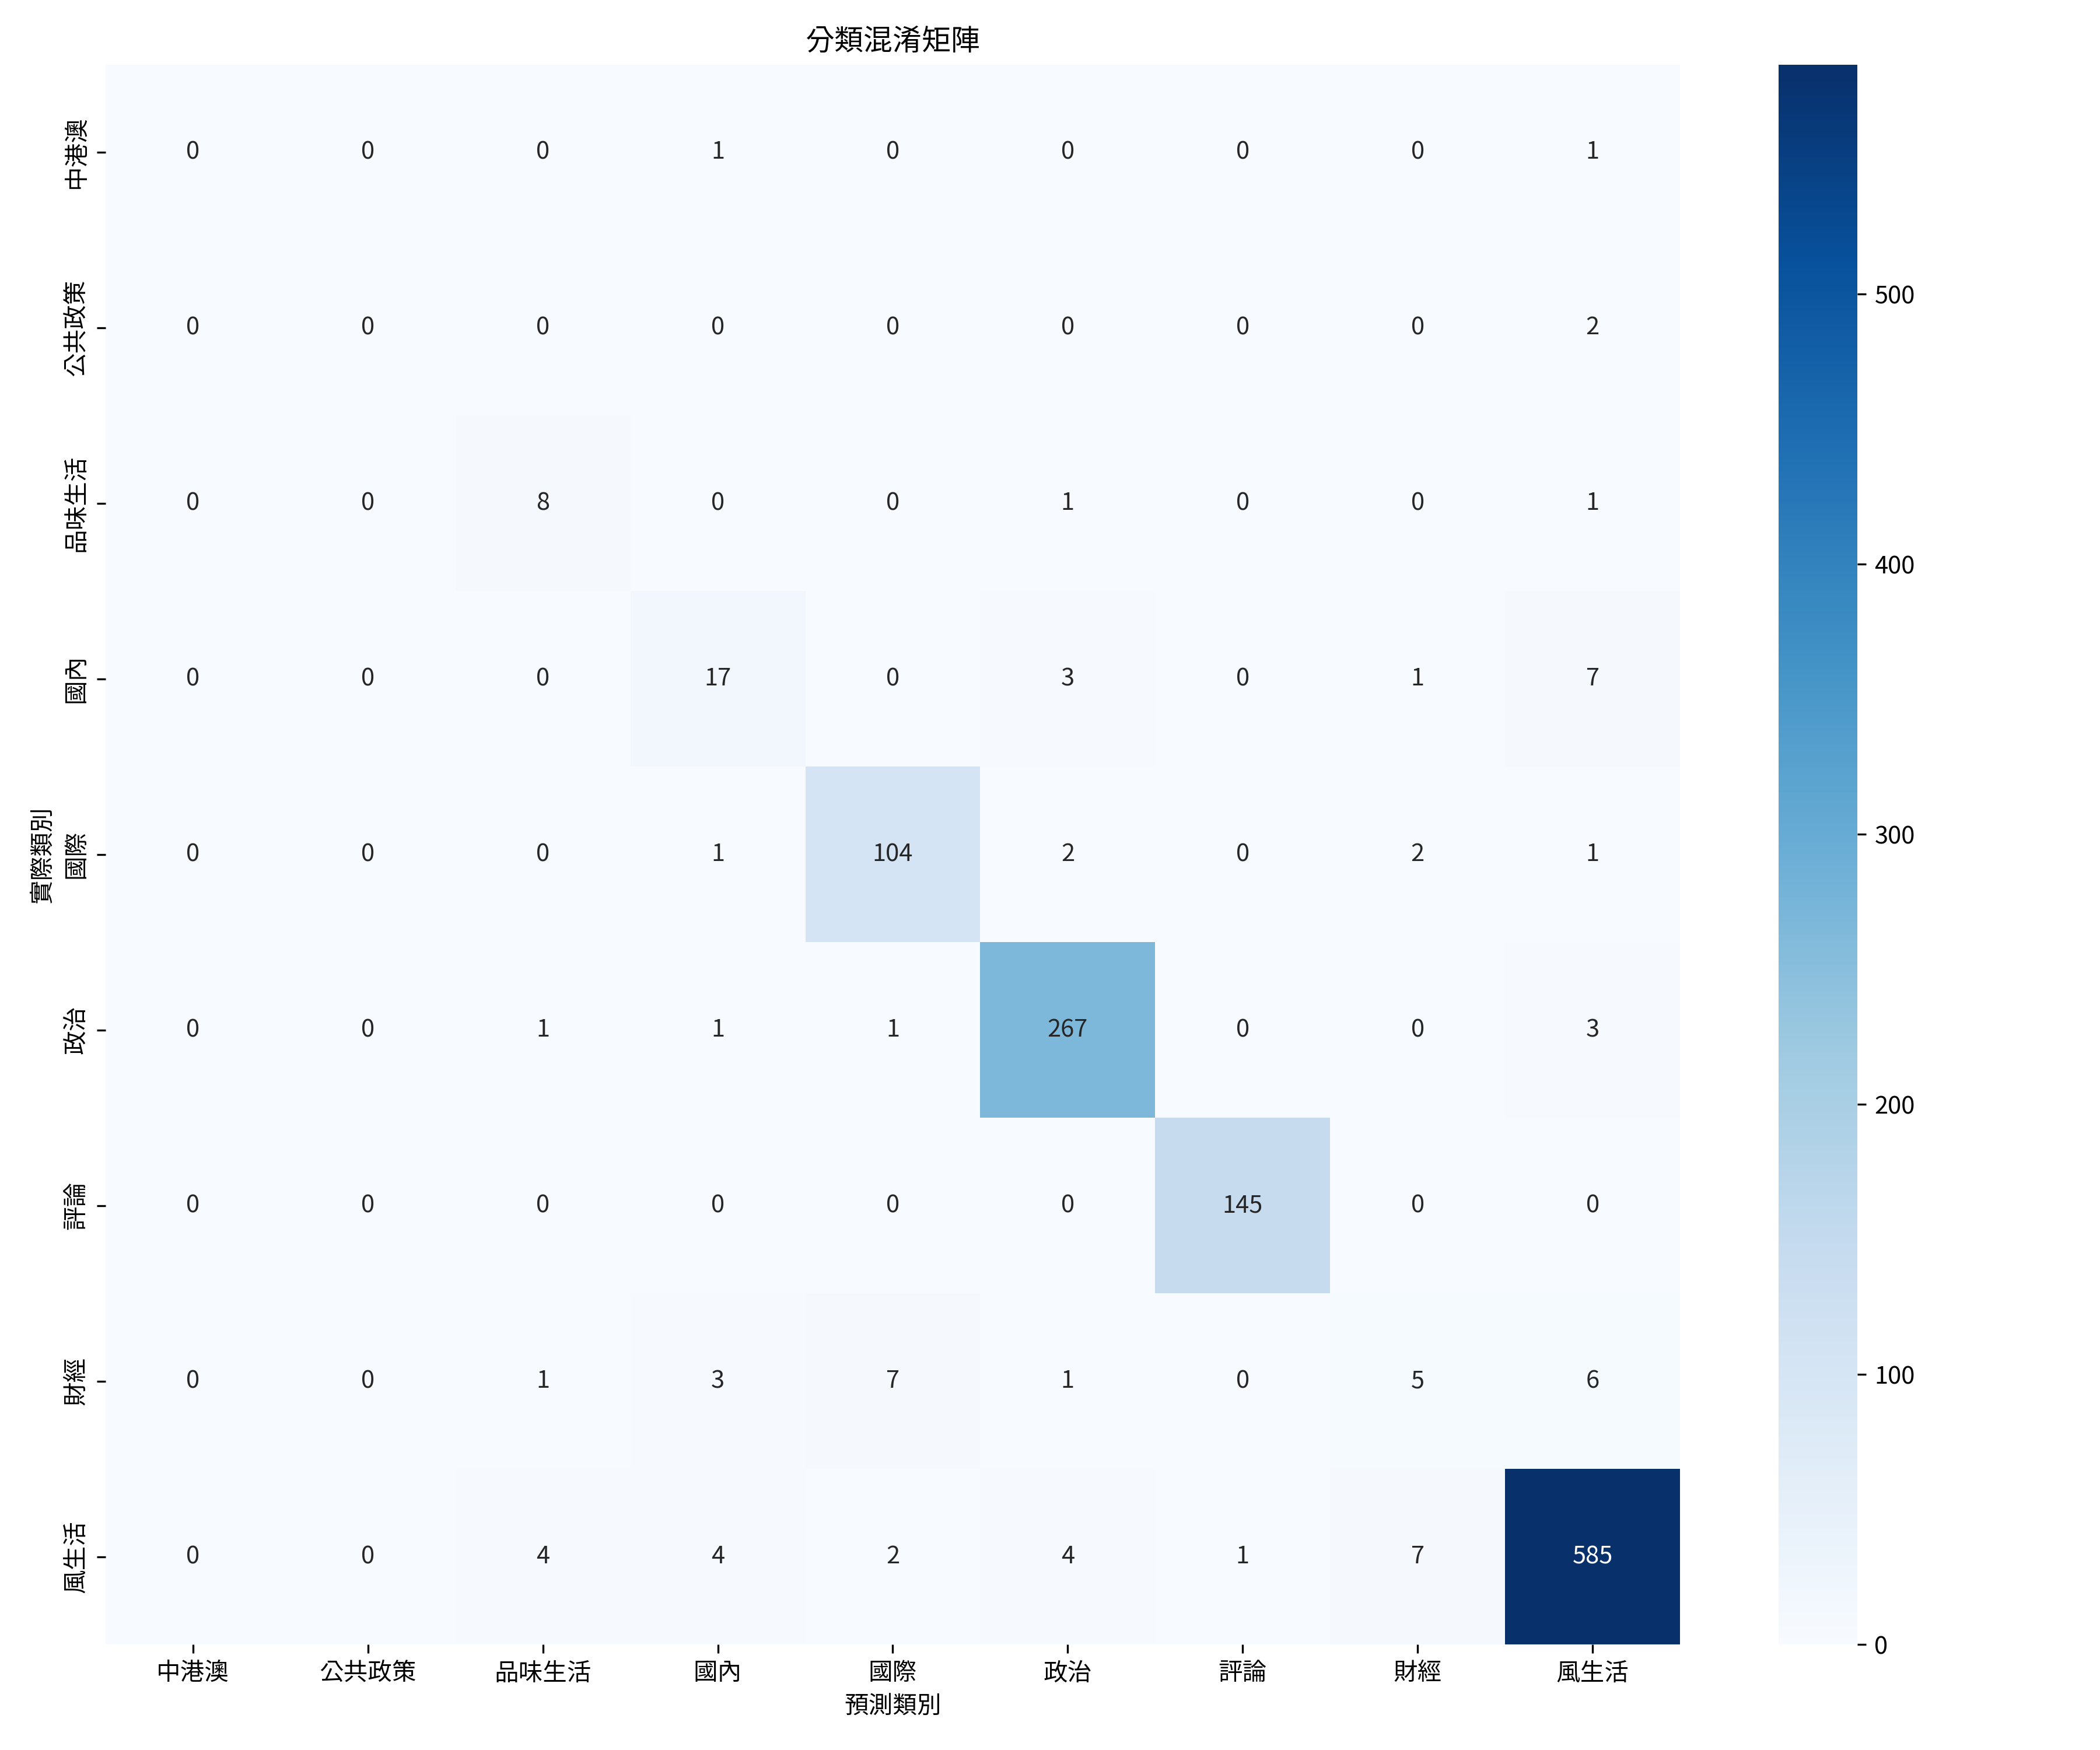 分類混淆矩陣
中港澳 0 0 0 1 0 0 0 0 1
公共政策 0 0 0 0 0 0 0 0 2
品味生活 0 0 8 0 0 1 0 0 1
國內 0 0 0 17 0 3 0 1 7
國際 0 0 0 1 104 2 0 2 1
政治 0 0 1 1 1 267 0 0 3
評論 0 0 0 0 0 0 145 0 0
財經 0 0 1 3 7 1 0 5 6
風生活 0 0 4 4 2 4 1 7 585
實際類別
中港澳 公共政策 品味生活 國內 國際 政治 評論 財經 風生活
預測類別
500
400
300
200
100
0